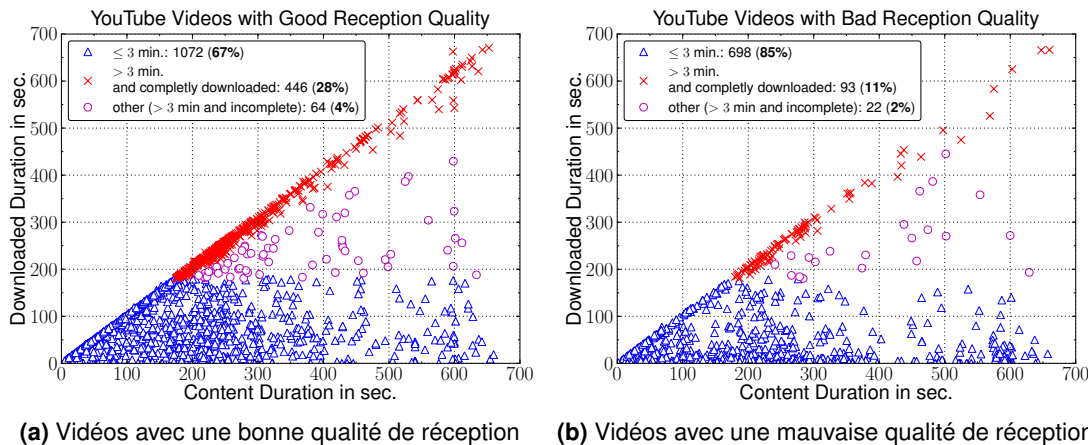 YouTube Videos with Good Reception Quality
≤ 3 min.: 1072 (67%)
> 3 min.
and completly downloaded: 446 (28%)
other (> 3 min and incomplete): 64 (4%)
Downloaded Duration in sec.
700
600
500
400
300
200
100
0
0 100 200 300 400 500 600 700
Content Duration in sec.
(a) Vidéos avec une bonne qualité de réception
YouTube Videos with Bad Reception Quality
≤ 3 min.: 698 (85%)
> 3 min.
and completly downloaded: 93 (11%)
other (> 3 min and incomplete): 22 (2%)
Downloaded Duration in sec.
700
600
500
400
300
200
100
0
0 100 200 300 400 500 600 700
Content Duration in sec.
(b) Vidéos avec une mauvaise qualité de réception